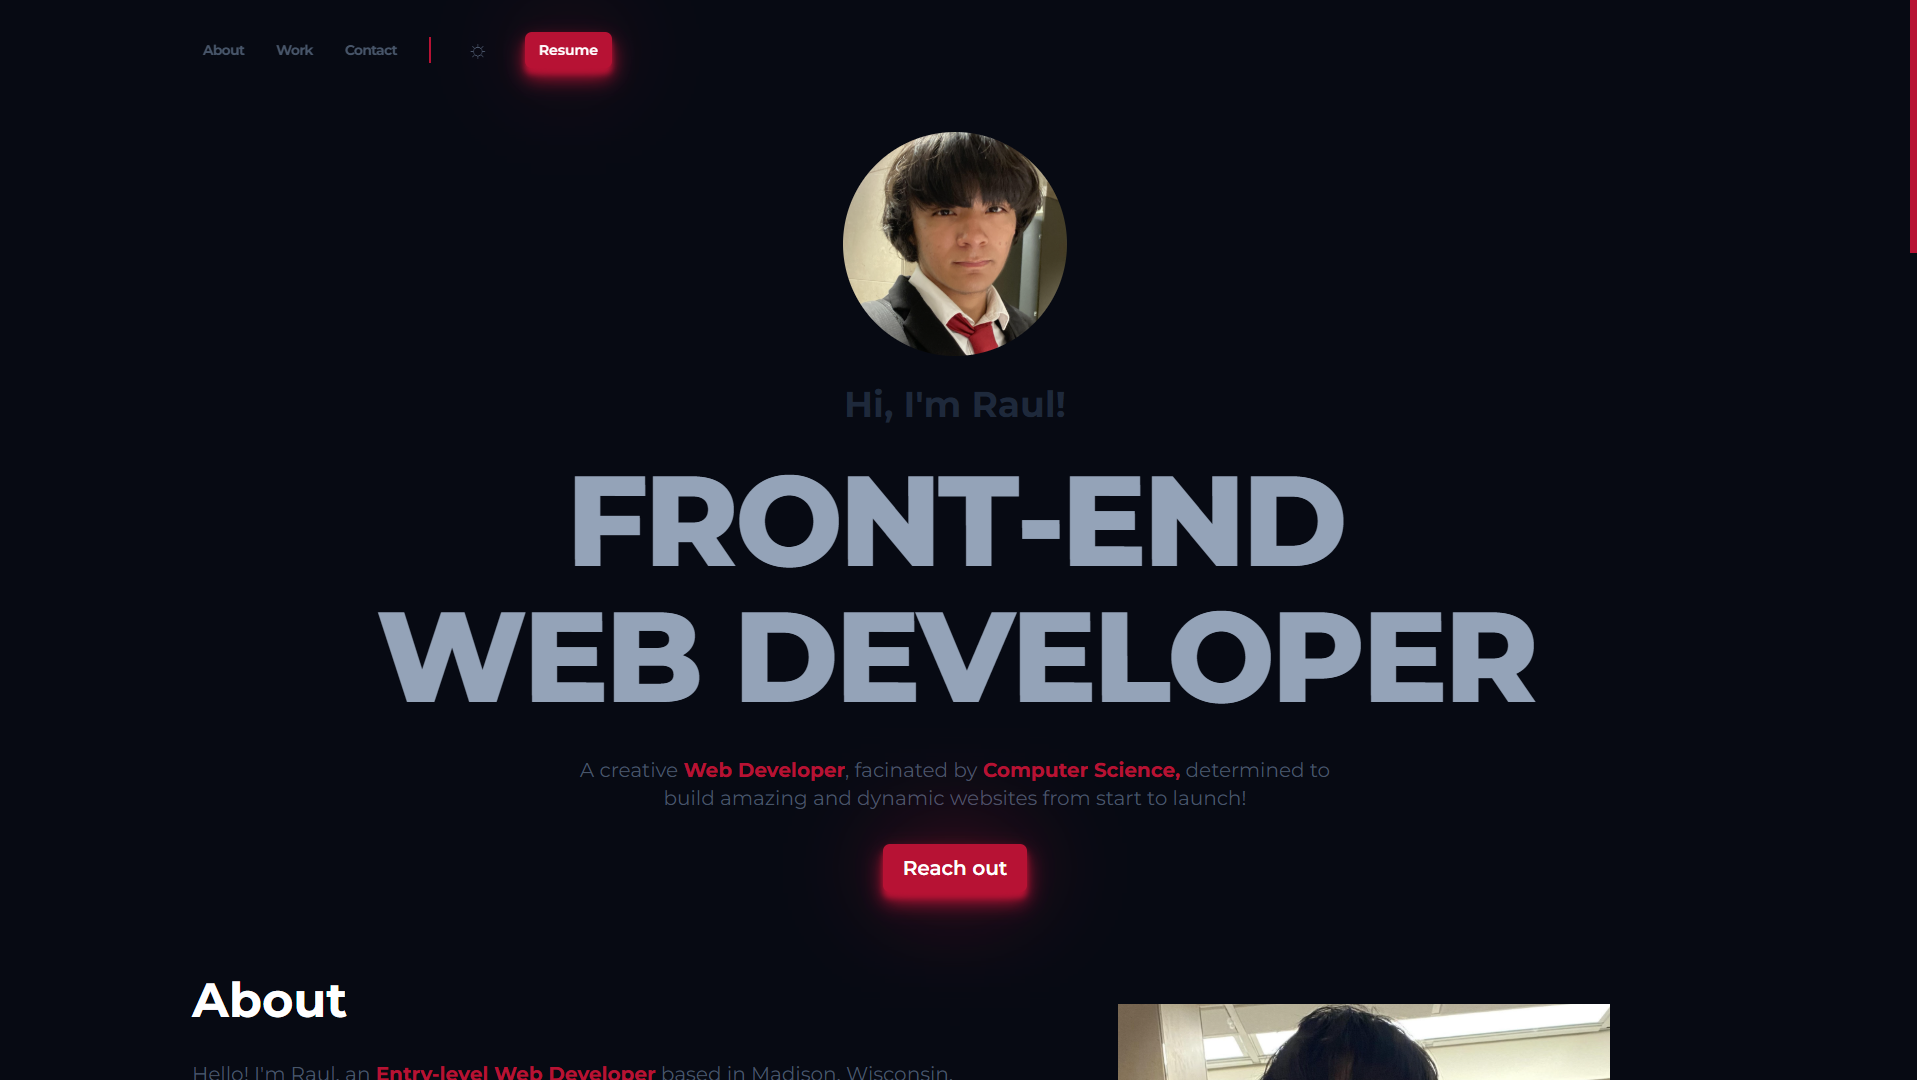 About Work Contact Resume
Hi, I'm Raul!
FRONT-END
WEB DEVELOPER
A creative Web Developer, facinated by Computer Science, determined to
build amazing and dynamic websites from start to launch!
Reach out
About
Hello! I'm Raul, an Entry-level Web Developer based in Madison, Wisconsin.